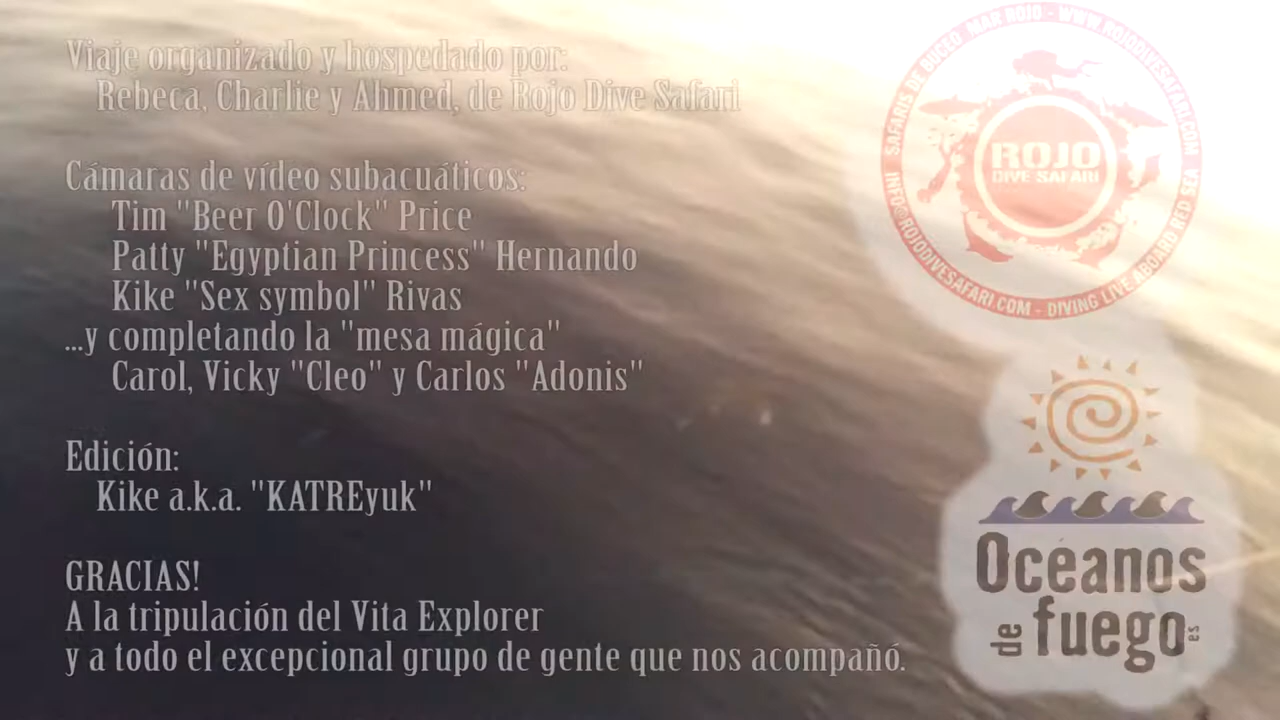 Viaje organizado y hospedado por:
Rebeca, Charlie y Ahmed, de Rojo Dive Safari
Cámaras de vídeo subacuáticos:
Tim "Beer O'Clock" Price
Patty "Egyptian Princess" Hernando
Kike "Sex symbol" Rivas
...y completando la "mesa mágica"
Carol, Vicky "Cleo" y Carlos "Adonis"
Edición:
Kike a.k.a. "KATREyuk"
GRACIAS!
A la tripulación del Vita Explorer
y a todo el excepcional grupo de gente que nos acompañó.
SAFARIS DE BUCEO MAR ROJO - WWW.ROJODIVESAFARI.COM
INFO@ROJODIVESAFARI.COM - DIVING LIVE ABOARD RED SEA
ROJO
DIVE SAFARI
Océanos
de fuego.es